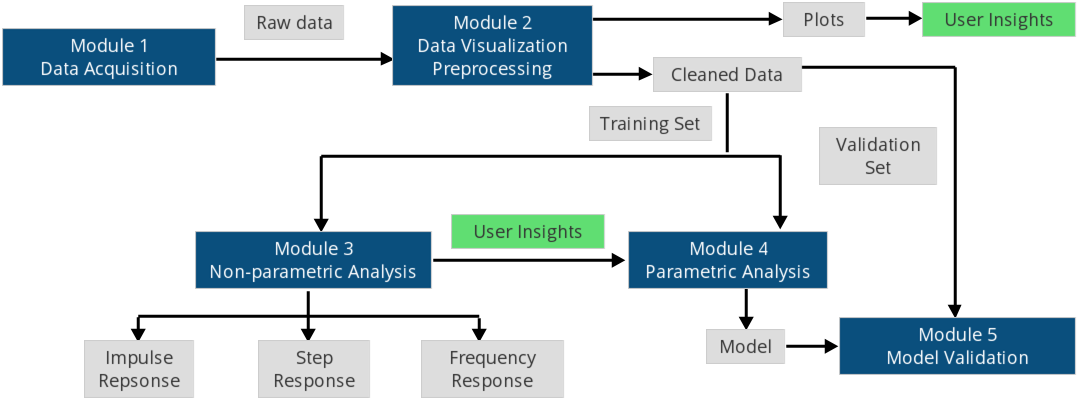 Module 1
Data Acquisition
Raw data
Module 2
Data Visualization
Preprocessing
Plots
User Insights
Cleaned Data
Training Set
Validation
Set
Module 3
Non-parametric Analysis
User Insights
Module 4
Parametric Analysis
Impulse
Repsonse
Step
Response
Frequency
Response
Model
Module 5
Model Validation